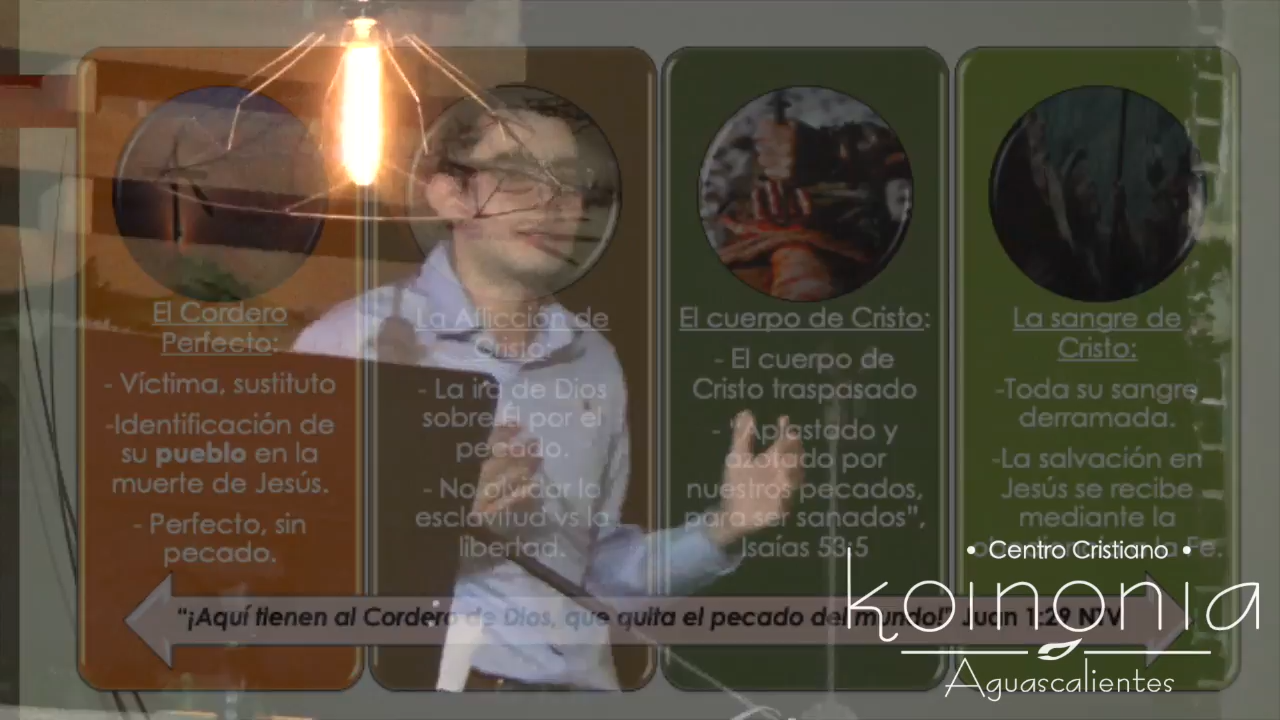 El Cordero
Perfecto:
- Víctima, sustituto
-Identificación de
su pueblo en la
muerte de Jesús.
- Perfecto, sin
pecado.
La Aflicción de
Cristo:
- La ira de Dios
sobre Él por el
pecado.
- No olvidar la
esclavitud vs la
libertad.
El cuerpo de Cristo:
- El cuerpo de
Cristo traspasado
- "Aplastado y
azotado por
nuestros pecados,
para ser sanados",
Isaías 53:5
La sangre de
Cristo:
-Toda su sangre
derramada.
-La salvación en
Jesús se recibe
mediante la
la Fe.
"¡Aquí tienen al Cordero de Dios, que quita el pecado del mundo!" Juan 1:29 NTV
• Centro Cristiano •
koinonia
Aguascalientes